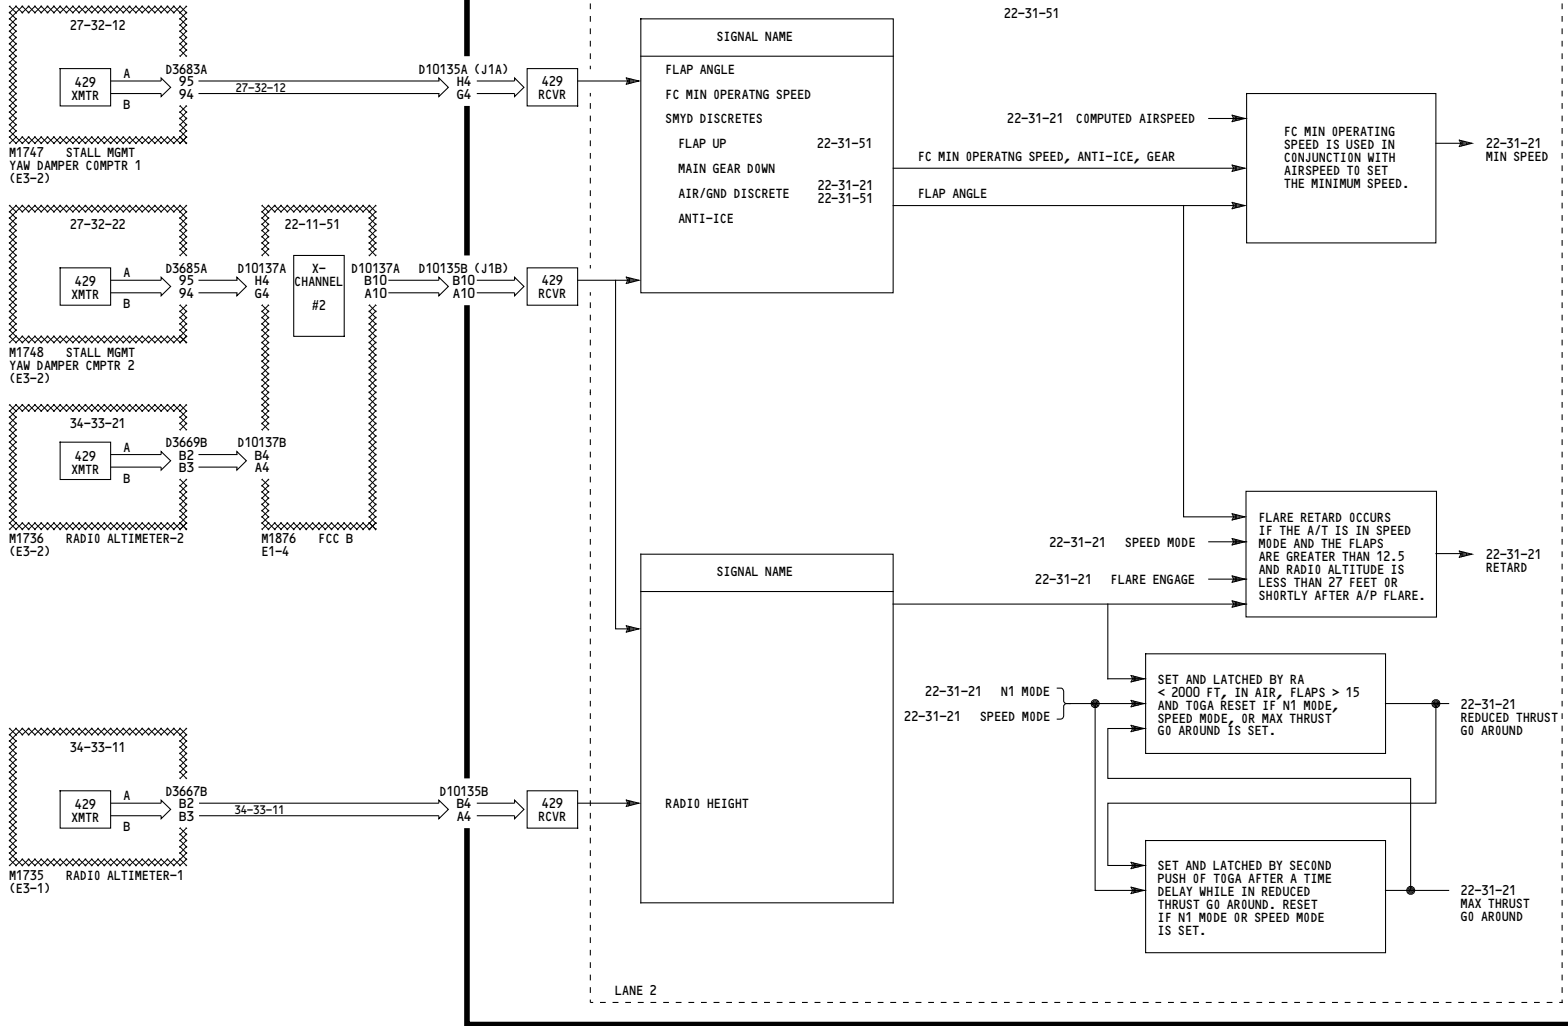 27-32-12
429
XMTR
A
B
D3683A
95
94
27-32-12
D10135A (J1A)
H4
G4
429
RCVR
M1747 STALL MGMT
YAW DAMPER COMPTR 1
(E3-2)
27-32-22
429
XMTR
A
B
D3685A
95
94
D10137A
H4
G4
22-11-51
X-
CHANNEL
#2
D10137A
B10
A10
D10135B (J1B)
B10
A10
429
RCVR
M1748 STALL MGMT
YAW DAMPER CMPTR 2
(E3-2)
34-33-21
429
XMTR
A
B
D3669B
B2
B3
D10137B
B4
A4
M1736 RADIO ALTIMETER-2
(E3-2)
M1876 FCC B
E1-4
34-33-11
429
XMTR
A
B
D3667B
B2
B3
34-33-11
D10135B
B4
A4
429
RCVR
M1735 RADIO ALTIMETER-1
(E3-1)
22-31-51
SIGNAL NAME
FLAP ANGLE
FC MIN OPERATNG SPEED
SMYD DISCRETES
FLAP UP 22-31-51
MAIN GEAR DOWN
AIR/GND DISCRETE 22-31-21
22-31-51
ANTI-ICE
22-31-21 COMPUTED AIRSPEED
FC MIN OPERATNG SPEED, ANTI-ICE, GEAR
FLAP ANGLE
FC MIN OPERATING
SPEED IS USED IN
CONJUNCTION WITH
AIRSPEED TO SET
THE MINIMUM SPEED.
22-31-21
MIN SPEED
SIGNAL NAME
RADIO HEIGHT
22-31-21 SPEED MODE
22-31-21 FLARE ENGAGE
FLARE RETARD OCCURS
IF THE A/T IS IN SPEED
MODE AND THE FLAPS
ARE GREATER THAN 12.5
AND RADIO ALTITUDE IS
LESS THAN 27 FEET OR
SHORTLY AFTER A/P FLARE.
22-31-21
RETARD
22-31-21 N1 MODE
22-31-21 SPEED MODE
SET AND LATCHED BY RA
< 2000 FT, IN AIR, FLAPS > 15
AND TOGA RESET IF N1 MODE,
SPEED MODE, OR MAX THRUST
GO AROUND IS SET.
22-31-21
REDUCED THRUST
GO AROUND
SET AND LATCHED BY SECOND
PUSH OF TOGA AFTER A TIME
DELAY WHILE IN REDUCED
THRUST GO AROUND. RESET
IF N1 MODE OR SPEED MODE
IS SET.
22-31-21
MAX THRUST
GO AROUND
LANE 2